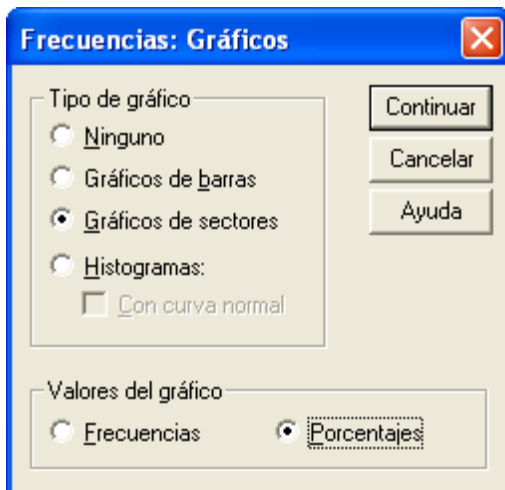 Frecuencias: Gráficos
Tipo de gráfico
Ninguno
Gráficos de barras
Gráficos de sectores
Histogramas:
Con curva normal
Continuar
Cancelar
Ayuda
Valores del gráfico
Frecuencias
Porcentajes